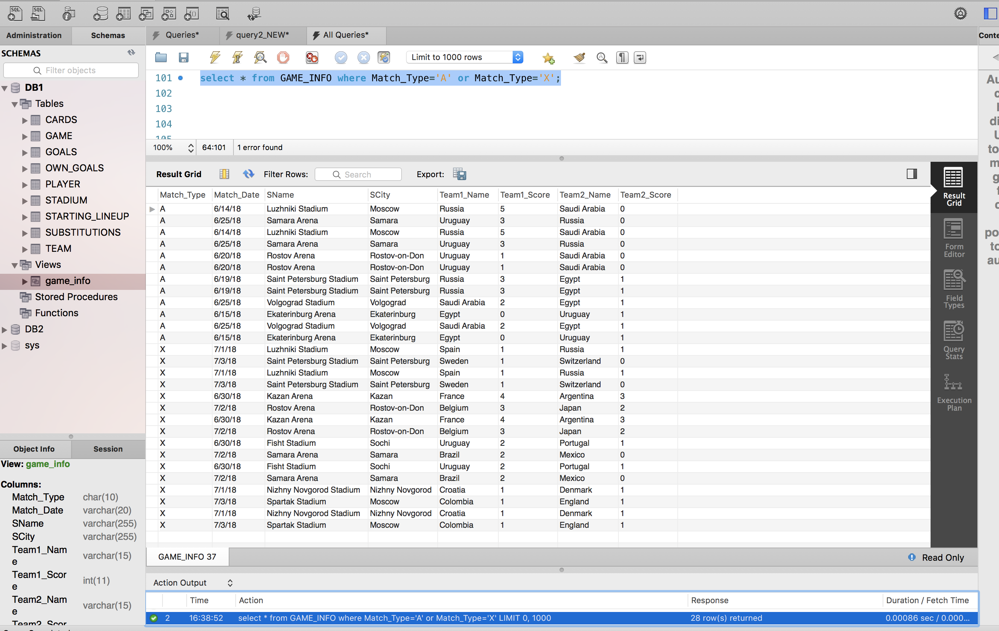 Administration
Schemas
Queries*
query2_NEW*
All Queries*
SCHEMAS
Filter objects
DB1
Tables
CARDS
GAME
GOALS
OWN_GOALS
PLAYER
STADIUM
STARTING_LINEUP
SUBSTITUTIONS
TEAM
Views
game_info
Stored Procedures
Functions
DB2
sys
Object Info
Session
View: game_info
Columns:
Match_Type char(10)
Match_Date varchar(20)
SName varchar(255)
SCity varchar(255)
Team1_Nam
e varchar(15)
Team1_Scor
e int(11)
Team2_Nam
e varchar(15)
Team2_Scor
Limit to 1000 rows
101 select * from GAME_INFO where Match_Type='A' or Match_Type='X';
102
103
104
105
100% 64:101 1 error found
Result Grid Filter Rows: Search Export:
Match_Type Match_Date SName SCity Team1_Name Team1_Score Team2_Name Team2_Score
A 6/14/18 Luzhniki Stadium Moscow Russia 5 Saudi Arabia 0
A 6/25/18 Samara Arena Samara Uruguay 3 Russia 0
A 6/14/18 Luzhniki Stadium Moscow Russia 5 Saudi Arabia 0
A 6/25/18 Samara Arena Samara Uruguay 3 Russia 0
A 6/20/18 Rostov Arena Rostov-on-Don Uruguay 1 Saudi Arabia 0
A 6/20/18 Rostov Arena Rostov-on-Don Uruguay 1 Saudi Arabia 0
A 6/19/18 Saint Petersburg Stadium Saint Petersburg Russia 3 Egypt 1
A 6/19/18 Saint Petersburg Stadium Saint Petersburg Russia 3 Egypt 1
A 6/25/18 Volgograd Stadium Volgograd Saudi Arabia 2 Egypt 1
A 6/15/18 Ekaterinburg Arena Ekaterinburg Egypt 0 Uruguay 1
A 6/25/18 Volgograd Stadium Volgograd Saudi Arabia 2 Egypt 1
A 6/15/18 Ekaterinburg Arena Ekaterinburg Egypt 0 Uruguay 1
X 7/1/18 Luzhniki Stadium Moscow Spain 1 Russia 1
X 7/3/18 Saint Petersburg Stadium Saint Petersburg Sweden 1 Switzerland 0
X 7/1/18 Luzhniki Stadium Moscow Spain 1 Russia 1
X 7/3/18 Saint Petersburg Stadium Saint Petersburg Sweden 1 Switzerland 0
X 6/30/18 Kazan Arena Kazan France 4 Argentina 3
X 7/2/18 Rostov Arena Rostov-on-Don Belgium 3 Japan 2
X 6/30/18 Kazan Arena Kazan France 4 Argentina 3
X 7/2/18 Rostov Arena Rostov-on-Don Belgium 3 Japan 2
X 6/30/18 Fisht Stadium Sochi Uruguay 2 Portugal 1
X 7/2/18 Samara Arena Samara Brazil 2 Mexico 0
X 6/30/18 Fisht Stadium Sochi Uruguay 2 Portugal 1
X 7/2/18 Samara Arena Samara Brazil 2 Mexico 0
X 7/1/18 Nizhny Novgorod Stadium Nizhny Novgorod Croatia 1 Denmark 1
X 7/3/18 Spartak Stadium Moscow Colombia 1 England 1
X 7/1/18 Nizhny Novgorod Stadium Nizhny Novgorod Croatia 1 Denmark 1
X 7/3/18 Spartak Stadium Moscow Colombia 1 England 1
Result
Grid
Form
Editor
Field
Types
Query
Stats
Execution
Plan
GAME_INFO 37
Read Only
Action Output
Time Action Response Duration / Fetch Time
2 16:38:52 select * from GAME_INFO where Match_Type='A' or Match_Type='X' LIMIT 0, 1000 28 row(s) returned 0.00086 sec / 0.000...